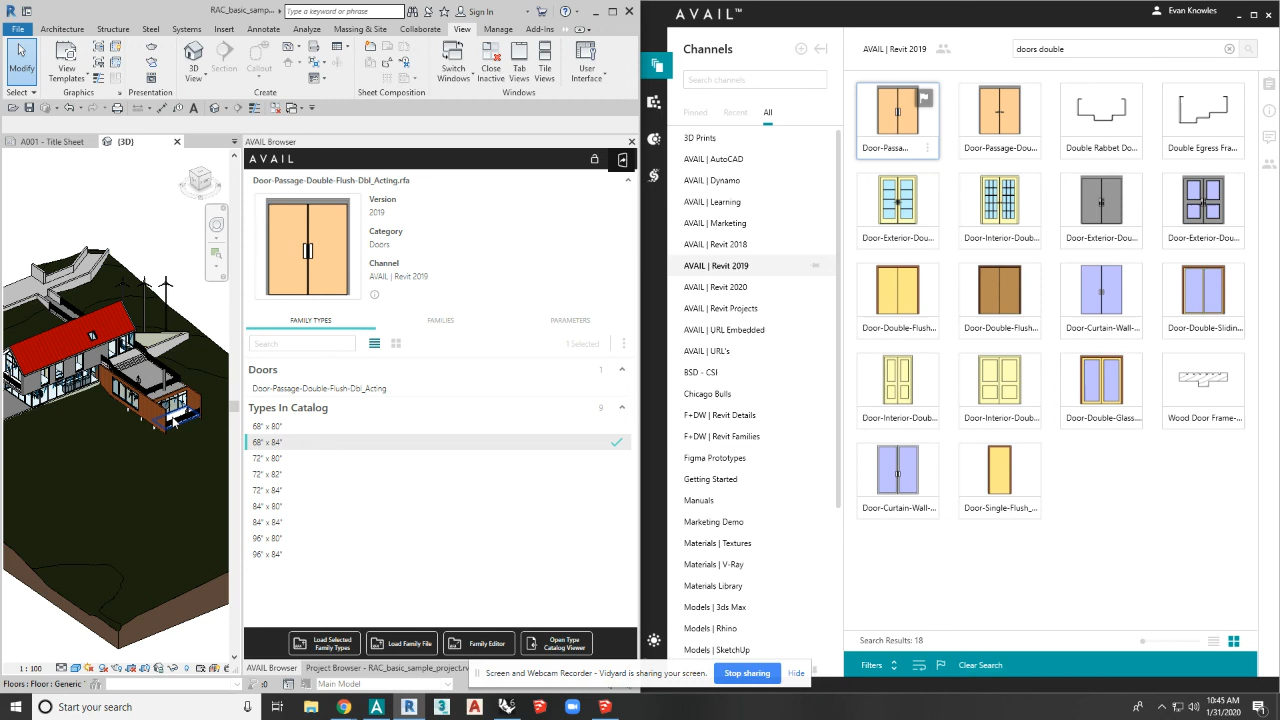 RAC_basic_samp...
Type a keyword or phrase
Sign In
File
Architecture
Structure
Steel
Systems
Insert
Annotate
Analyze
Massing & Site
Collaborate
View
Manage
Add-Ins
Modify
View Templates
3D View
Section
Callout
Switch Windows
Close Inactive
Tab Views
Tile Views
User Interface
Select
Graphics
Presentation
Create
Sheet Composition
Windows
A001 - Title Sheet
{3D}
1 : 100
AVAIL Browser
AVAIL
Door-Passage-Double-Flush-Dbl_Acting.rfa
Version
2019
Category
Doors
Channel
AVAIL | Revit 2019
FAMILY TYPES
FAMILIES
PARAMETERS
Search
1 Selected
Doors
1
Door-Passage-Double-Flush-Dbl_Acting
Types In Catalog
9
68" x 80"
68" x 84"
72" x 80"
72" x 82"
72" x 84"
84" x 80"
84" x 84"
96" x 80"
96" x 84"
Load Selected Family Types
Load Family File
Family Editor
Open Type Catalog Viewer
AVAIL Browser
Project Browser - RAC_basic_sample_project.rv
Floor : Floor : Generic
Main Model
AVAIL™
Evan Knowles
Channels
Search channels
Pinned
Recent
All
3D Prints
AVAIL | AutoCAD
AVAIL | Dynamo
AVAIL | Learning
AVAIL | Marketing
AVAIL | Revit 2018
AVAIL | Revit 2019
AVAIL | Revit 2020
AVAIL | Revit Projects
AVAIL | URL Embedded
AVAIL | URL's
BSD - CSI
Chicago Bulls
F+DW | Revit Details
F+DW | Revit Families
Figma Prototypes
Getting Started
Manuals
Marketing Demo
Materials | Textures
Materials | V-Ray
Materials Library
Models | 3ds Max
Models | Rhino
Models | SketchUp
AVAIL | Revit 2019
doors double
Door-Passa...
Door-Passage-Dou...
Double Rabbet Do...
Double Egress Fra...
Door-Exterior-Dou...
Door-Interior-Doub...
Door-Exterior-Dou...
Door-Exterior-Dou...
Door-Double-Flush...
Door-Double-Flush...
Door-Curtain-Wall-...
Door-Double-Slidin...
Door-Interior-Doub...
Door-Interior-Doub...
Door-Double-Glass...
Wood Door Frame-...
Door-Curtain-Wall-...
Door-Single-Flush_...
Search Results: 18
Filters
Clear Search
Screen and Webcam Recorder - Vidyard is sharing your screen.
Stop sharing
Hide
Start your search
10:45 AM
1/31/2020